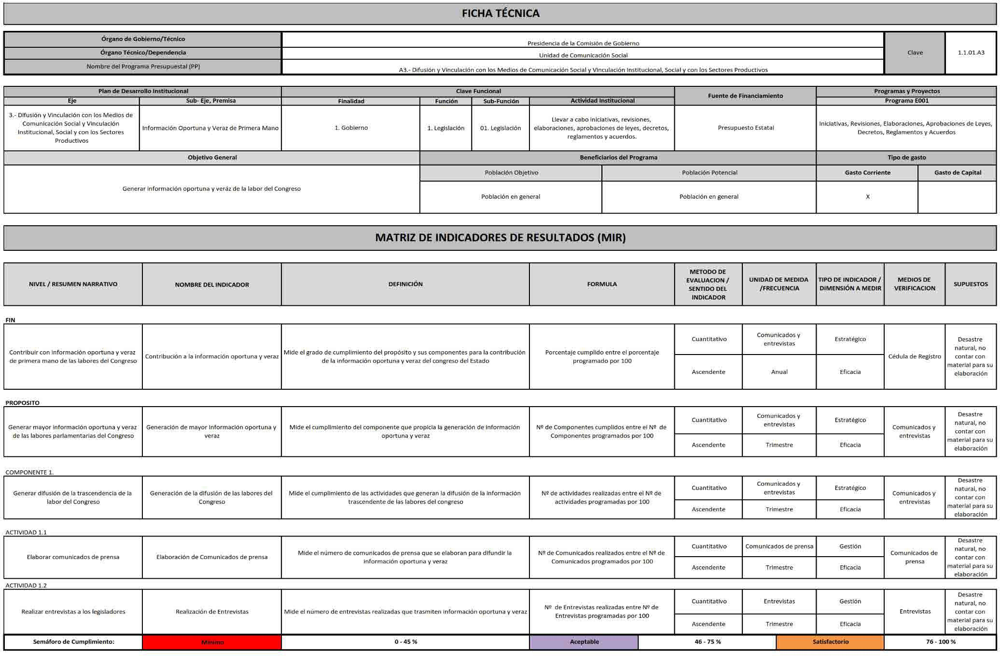 FICHA TÉCNICA
Órgano de Gobierno/Técnico
Presidencia de la Comisión de Gobierno
Órgano Técnico/Dependencia
Unidad de Comunicación Social
Nombre del Programa Presupuestal (PP)
A3.- Difusión y Vinculación con los Medios de Comunicación Social y Vinculación Institucional, Social y con los Sectores Productivos
Clave
1.1.01.A3
Plan de Desarrollo Institucional
Clave Funcional
Fuente de Financiamiento
Programas y Proyectos
Eje
Sub- Eje, Premisa
Finalidad
Función
Sub-Función
Actividad Institucional
Programa E001
3.- Difusión y Vinculación con los Medios de
Comunicación Social y Vinculación
Institucional, Social y con los Sectores
Productivos
Información Oportuna y Veraz de Primera Mano
1. Gobierno
1. Legislación
01. Legislación
Llevar a cabo iniciativas, revisiones,
elaboraciones, aprobaciones de leyes, decretos,
reglamentos y acuerdos.
Presupuesto Estatal
Iniciativas, Revisiones, Elaboraciones, Aprobaciones de Leyes,
Decretos, Reglamentos y Acuerdos
Objetivo General
Beneficiarios del Programa
Tipo de gasto
Población Objetivo
Población Potencial
Gasto Corriente
Gasto de Capital
Generar información oportuna y veráz de la labor del Congreso
Población en general
Población en general
X
MATRIZ DE INDICADORES DE RESULTADOS (MIR)
NIVEL / RESUMEN NARRATIVO
NOMBRE DEL INDICADOR
DEFINICIÓN
FORMULA
METODO DE
EVALUACION /
SENTIDO DEL
INDICADOR
UNIDAD DE MEDIDA
/FRECUENCIA
TIPO DE INDICADOR /
DIMENSIÓN A MEDIR
MEDIOS DE
VERIFICACION
SUPUESTOS
FIN
Contribuir con información oportuna y veraz
de primera mano de las labores del Congreso
Contribución a la información oportuna y veraz
Mide el grado de cumplimiento del propósito y sus componentes para la contribución
de la información oportuna y veraz del congreso del Estado
Porcentaje cumplido entre el porcentaje
programado por 100
Cuantitativo
Comunicados y
entrevistas
Estratégico
Ascendente
Anual
Eficacia
Cédula de Registro
Desastre
natural, no
contar con
material para su
elaboración
PROPOSITO
Generar mayor información oportuna y veraz
de las labores parlamentarias del Congreso
Generación de mayor Información oportuna y
veraz
Mide el cumplimiento del componente que propicia la generación de información
oportuna y veraz
Nº de Componentes cumplidos entre el Nº de
Componentes programados por 100
Cuantitativo
Comunicados y
entrevistas
Estratégico
Ascendente
Trimestre
Eficacia
Comunicados y
entrevistas
Desastre
natural, no
contar con
material para su
elaboración
COMPONENTE 1.
Generar difusión de la trascendencia de la
labor del Congreso
Generación de la difusión de las labores del
Congreso
Mide el cumplimiento de las actividades que generan la difusión de la información
trascendente de las labores del congreso
Nº de actividades realizadas entre el Nº de
actividades programadas por 100
Cuantitativo
Comunicados y
entrevistas
Estratégico
Ascendente
Trimestre
Eficacia
Comunicados y
entrevistas
Desastre
natural, no
contar con
material para su
elaboración
ACTIVIDAD 1.1
Elaborar comunicados de prensa
Elaboración de Comunicados de prensa
Mide el número de comunicados de prensa que se elaboran para difundir la
información oportuna y veraz
Nº de Comunicados realizados entre el Nº de
Comunicados programados por 100
Cuantitativo
Comunicados de prensa
Gestión
Ascendente
Trimestre
Eficacia
Comunicados de
prensa
Desastre
natural, no
contar con
material para su
elaboración
ACTIVIDAD 1.2
Realizar entrevistas a los legisladores
Realización de Entrevistas
Mide el número de entrevistas realizadas que trasmiten información oportuna y veraz
Nº de Entrevistas realizadas entre Nº de
Entrevistas programadas por 100
Cuantitativo
Entrevistas
Gestión
Ascendente
Trimestre
Eficacia
Entrevistas
Desastre
natural, no
contar con
material para su
elaboración
Semáforo de Cumplimiento:
Mínimo
0 - 45 %
Aceptable
46 - 75 %
Satisfactorio
76 - 100 %